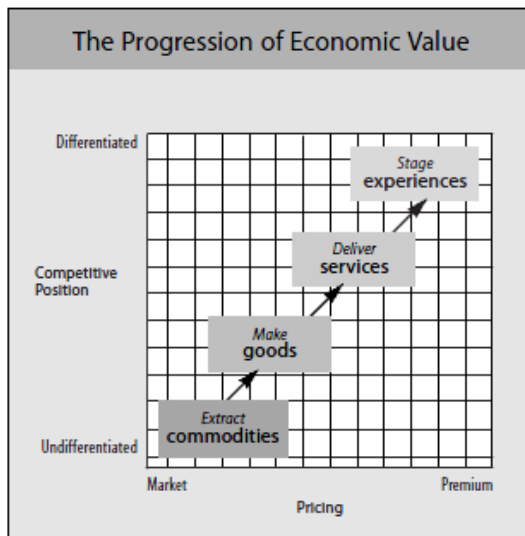 The Progression of Economic Value
Differentiated
Stage
experiences
Deliver
services
Competitive
Position
Make
goods
Extract
commodities
Undifferentiated
Market
Premium
Pricing